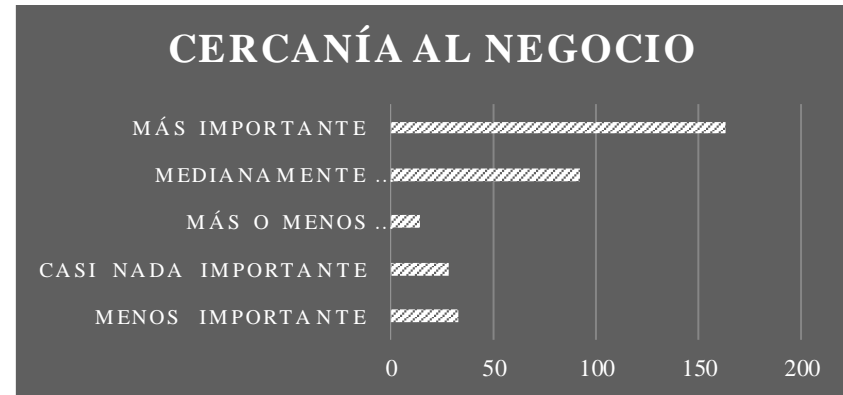 CERCANÍA AL NEGOCIO
MÁS IMPORTANTE
MEDIANAMENTE ..
MÁS O MENOS ..
CASI NADA IMPORTANTE
MENOS IMPORTANTE
0 50 100 150 200